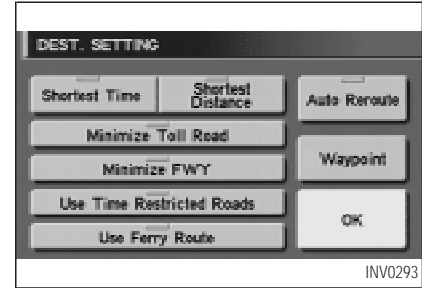 DEST. SETTING
Shortest Time
Shortest
Distance
Auto Reroute
Minimize Toll Road
Minimize FWY
Waypoint
Use Time Restricted Roads
Use Ferry Route
OK
INV0293